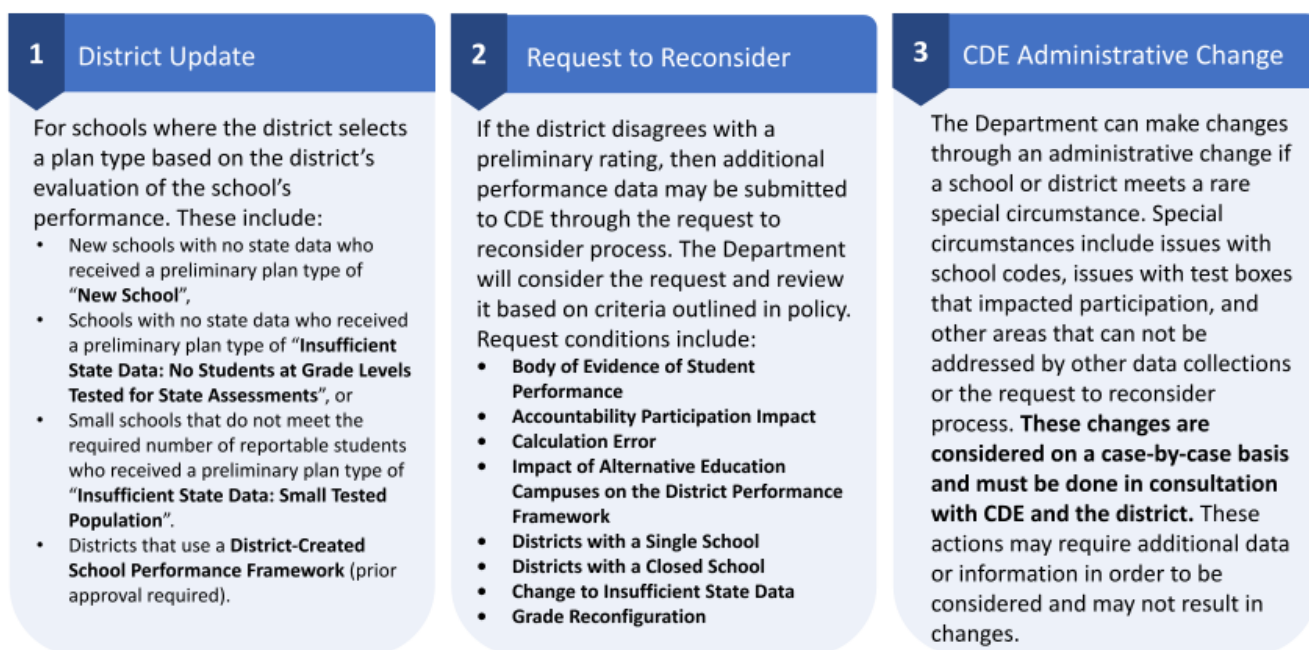 1
District Update
For schools where the district selects
a plan type based on the district's
evaluation of the school's
performance. These include:
• New schools with no state data who
received a preliminary plan type of
"New School",
• Schools with no state data who received
a preliminary plan type of "Insufficient
State Data: No Students at Grade Levels
Tested for State Assessments", or
• Small schools that do not meet the
required number of reportable students
who received a preliminary plan type of
"Insufficient State Data: Small Tested
Population".
• Districts that use a District-Created
School Performance Framework (prior
approval required).
2
Request to Reconsider
If the district disagrees with a
preliminary rating, then additional
performance data may be submitted
to CDE through the request to
reconsider process. The Department
will consider the request and review
it based on criteria outlined in policy.
Request conditions include:
• Body of Evidence of Student
Performance
• Accountability Participation Impact
• Calculation Error
• Impact of Alternative Education
Campuses on the District Performance
Framework
• Districts with a Single School
• Districts with a Closed School
• Change to Insufficient State Data
• Grade Reconfiguration
3
CDE Administrative Change
The Department can make changes
through an administrative change if
a school or district meets a rare
special circumstance. Special
circumstances include issues with
school codes, issues with test boxes
that impacted participation, and
other areas that can not be
addressed by other data collections
or the request to reconsider
process. These changes are
considered on a case-by-case basis
and must be done in consultation
with CDE and the district. These
actions may require additional data
or information in order to be
considered and may not result in
changes.